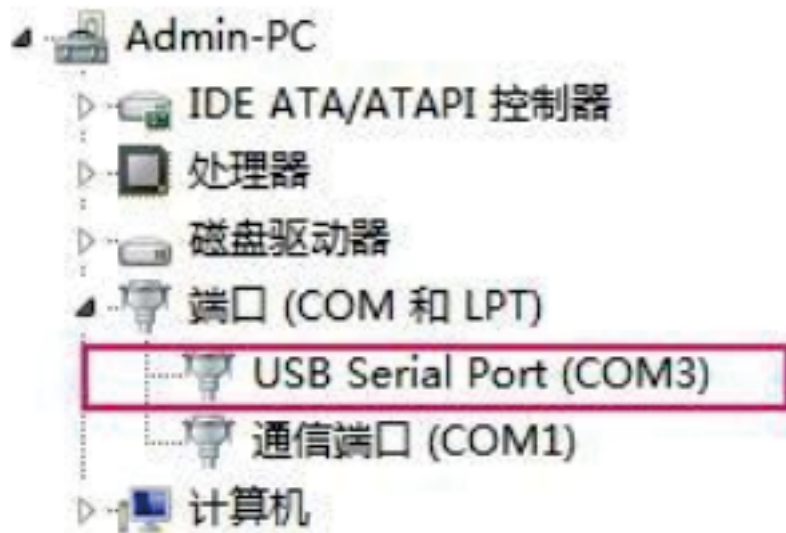 Admin-PC
IDE ATA/ATAPI 控制器
处理器
磁盘驱动器
端口 (COM 和 LPT)
USB Serial Port (COM3)
通信端口 (COM1)
计算机